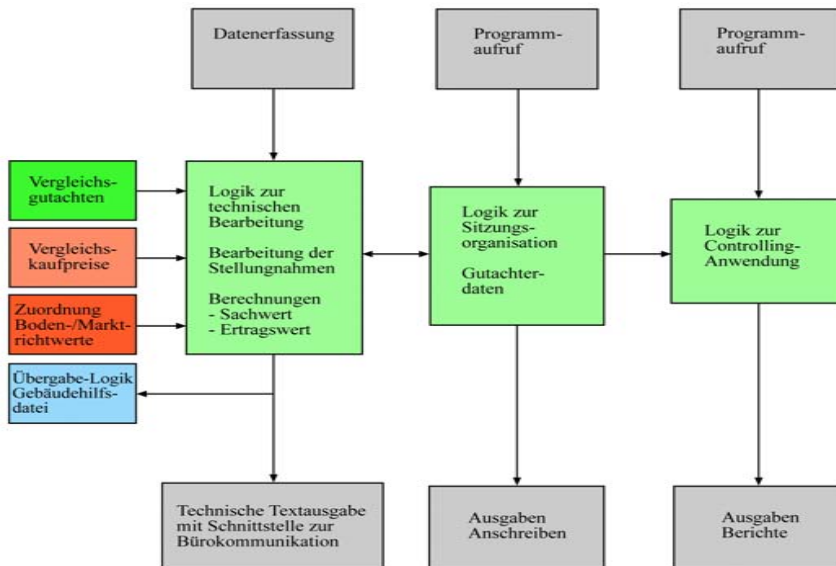 Datenerfassung
Programm-
aufruf
Programm-
aufruf
Vergleichs-
gutachten
Vergleichs-
kaufpreise
Zuordnung
Boden-/Markt-
richtwerte
Übergabe-Logik
Gebäudehilfs-
datei
Logik zur
technischen
Bearbeitung
Bearbeitung der
Stellungnahmen
Berechnungen
- Sachwert
- Ertragswert
Logik zur
Sitzungs-
organisation
Gutachter-
daten
Logik zur
Controlling-
Anwendung
Technische Textausgabe
mit Schnittstelle zur
Bürokommunikation
Ausgaben
Anschreiben
Ausgaben
Berichte